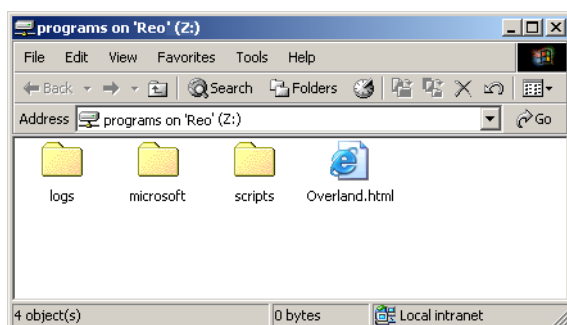 programs on 'Reo' (Z:)
File Edit View Favorites Tools Help
Back Search Folders
Address programs on 'Reo' (Z:) Go
logs microsoft scripts Overland.html
4 object(s) 0 bytes Local intranet